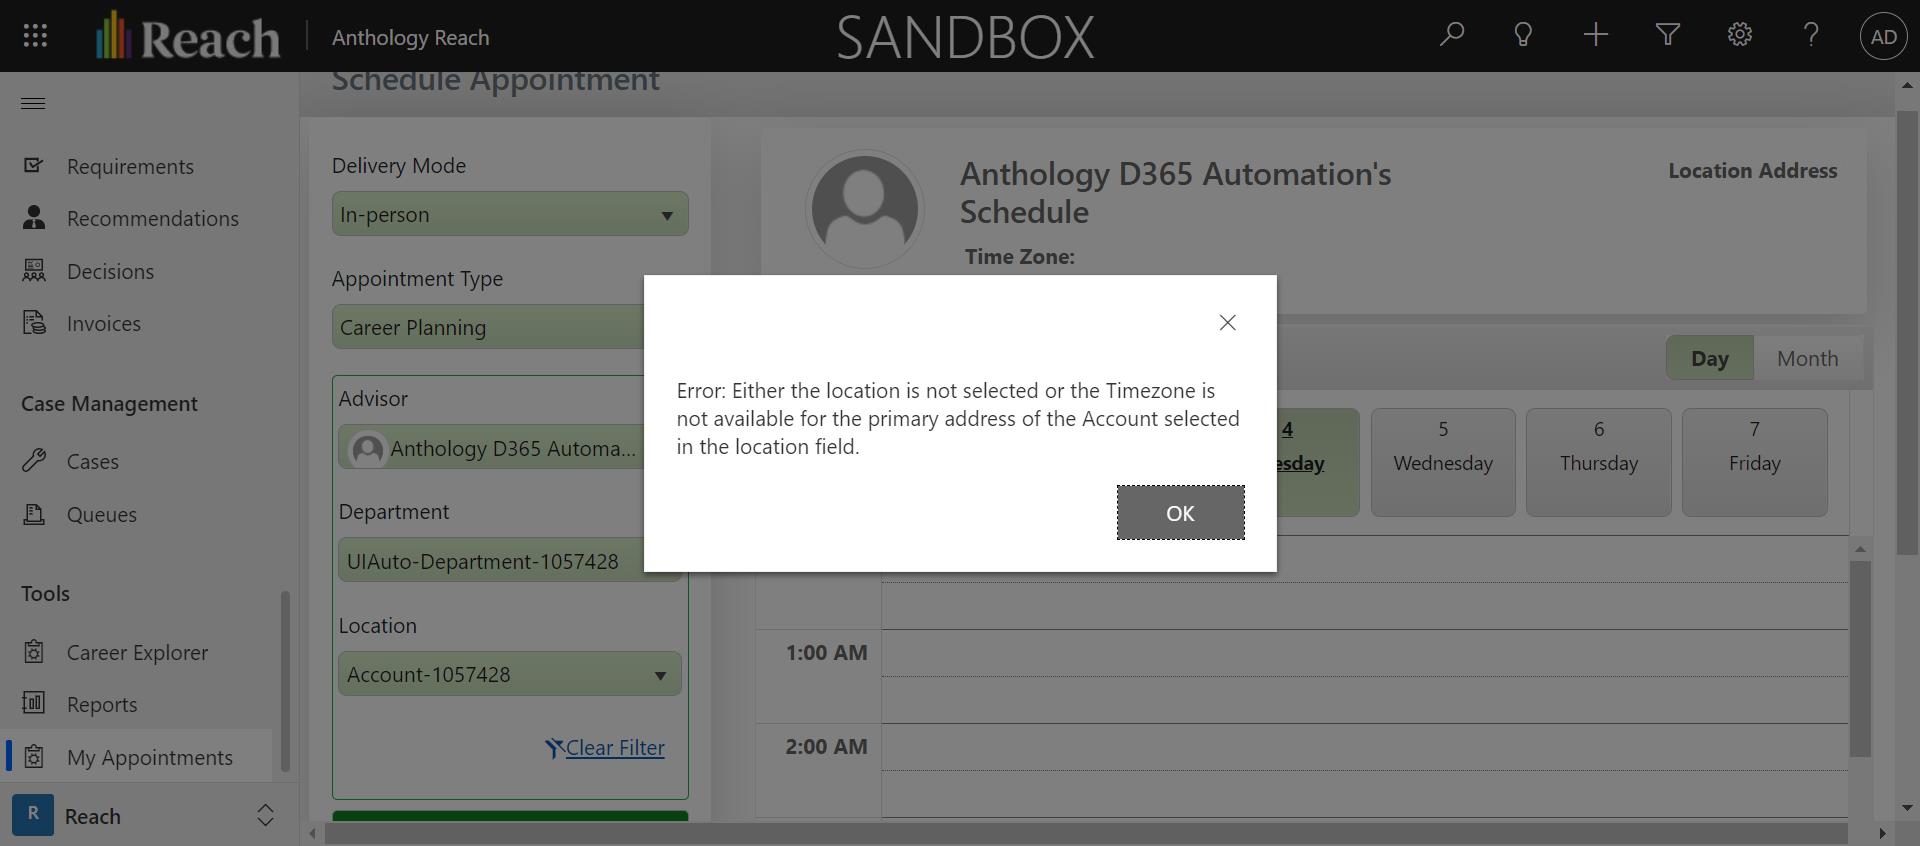 Reach
Anthology Reach
SANDBOX
?
AD
Requirements
Recommendations
Decisions
Invoices
Case Management
Cases
Queues
Tools
Career Explorer
Reports
My Appointments
R
Reach
Schedule Appointment
Delivery Mode
In-person
Appointment Type
Career Planning
Advisor
Anthology D365 Automa...
Department
UIAuto-Department-1057428
Location
Account-1057428
Clear Filter
Anthology D365 Automation's
Schedule
Time Zone:
Location Address
Day
Month
4
esday
5
Wednesday
6
Thursday
7
Friday
1:00 AM
2:00 AM
Error: Either the location is not selected or the Timezone is
not available for the primary address of the Account selected
in the location field.
OK